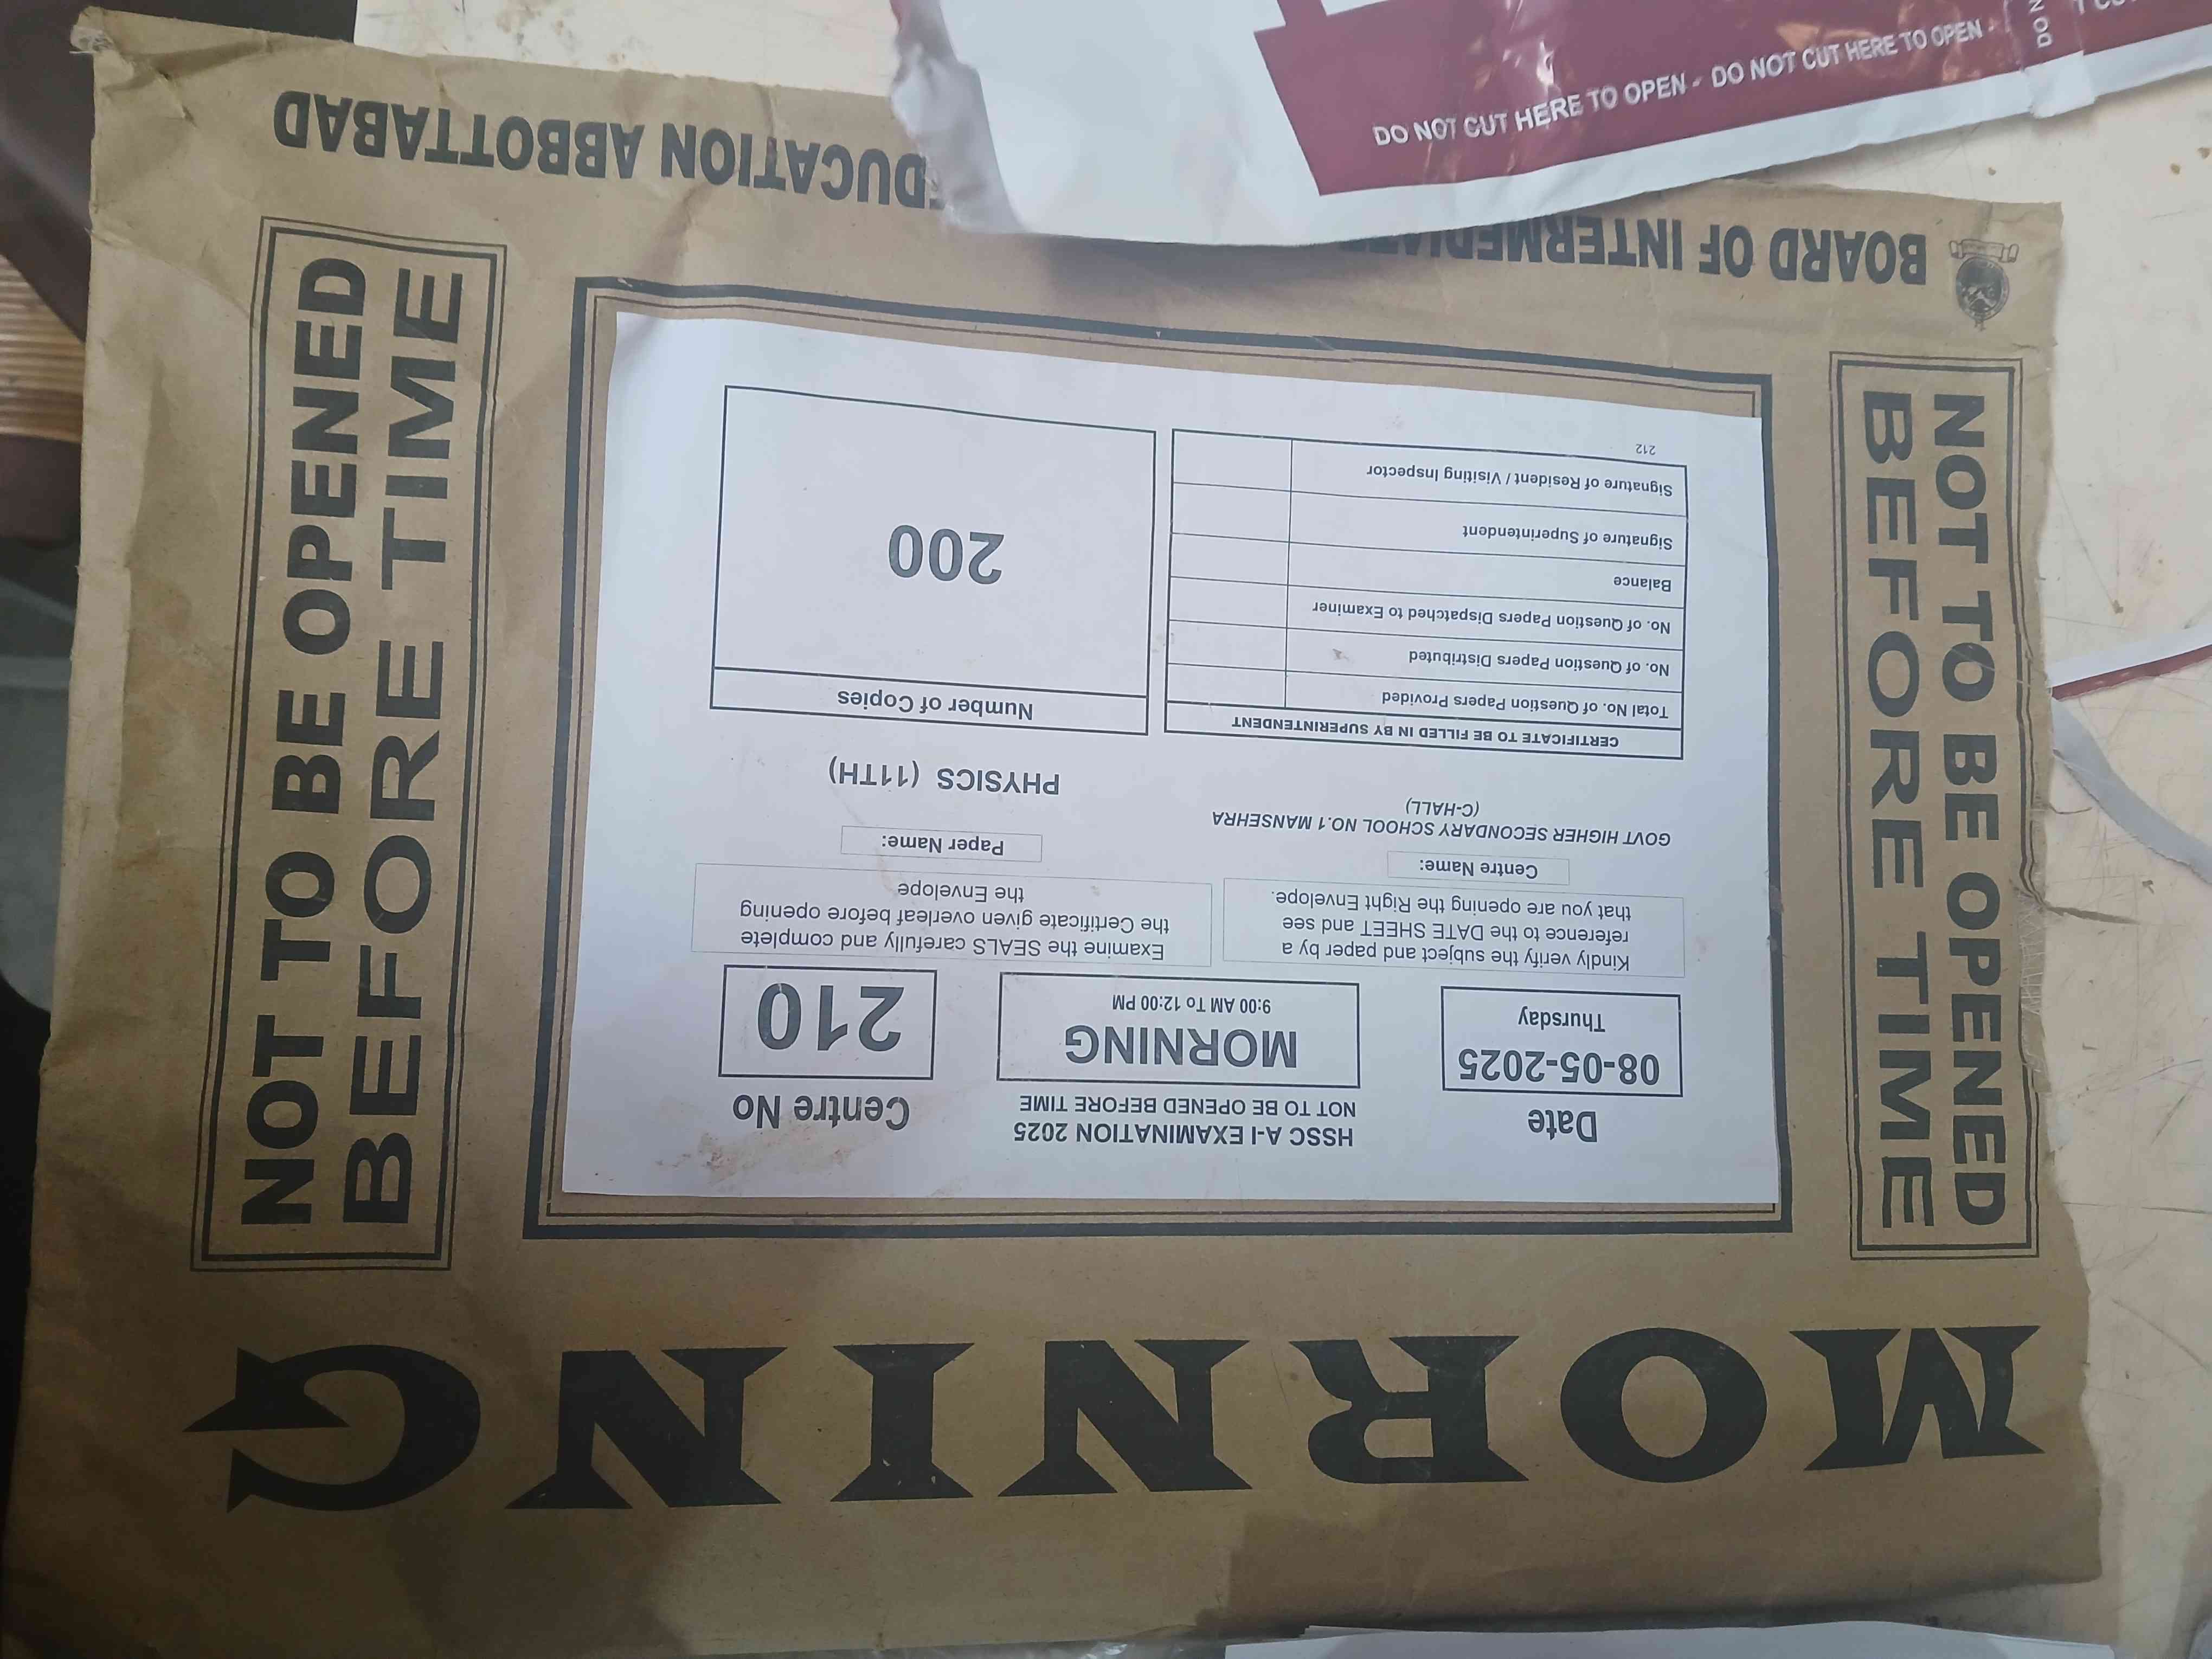 BOARD OF INTERMEDIATE
EDUCATION ABBOTTABAD
NOT TO BE OPENED
BEFORE TIME
NOT TO BE OPENED
BEFORE TIME
HSSC A-I EXAMINATION 2025
NOT TO BE OPENED BEFORE TIME
Date
08-05-2025
Thursday
MORNING
9:00 AM To 12:00 PM
Centre No
210
Kindly verify the subject and paper by a
reference to the DATE SHEET and see
that you are opening the Right Envelope.
Examine the SEALS carefully and complete
the Certificate given overleaf before opening
the Envelope
Centre Name:
GOVT HIGHER SECONDARY SCHOOL NO.1 MANSEHRA
(C-HALL)
Paper Name:
PHYSICS (11TH)
CERTIFICATE TO BE FILLED IN BY SUPERINTENDENT
Total No. of Question Papers Provided
No. of Question Papers Distributed
No. of Question Papers Dispatched to Examiner
Balance
Signature of Superintendent
Signature of Resident / Visiting Inspector
212
Number of Copies
200
MORNING
DO NOT CUT HERE TO OPEN - DO NOT CUT HERE TO OPEN -